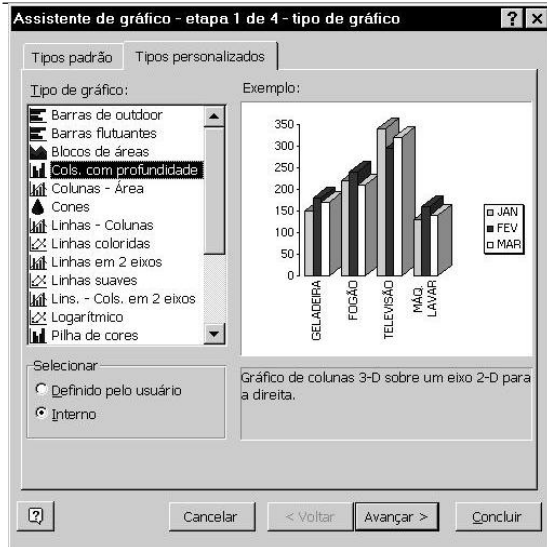 Assistente de gráfico - etapa 1 de 4 - tipo de gráfico
Tipos padrão
Tipos personalizados
Tipo de gráfico:
Barras de outdoor
Barras flutuantes
Blocos de áreas
Cols. com profundidade
Colunas - Área
Cones
Linhas - Colunas
Linhas coloridas
Linhas em 2 eixos
Linhas suaves
Lins. - Cols. em 2 eixos
Logarítmico
Pilha de cores
Selecionar
Definido pelo usuário
Interno
Exemplo:
350
300
250
200
150
100
50
0
GELADEIRA
FOGÃO
TELEVISÃO
MÁQ. LAVAR
JAN
FEV
MAR
Gráfico de colunas 3-D sobre um eixo 2-D para
a direita.
Cancelar
< Voltar
Avançar >
Concluir